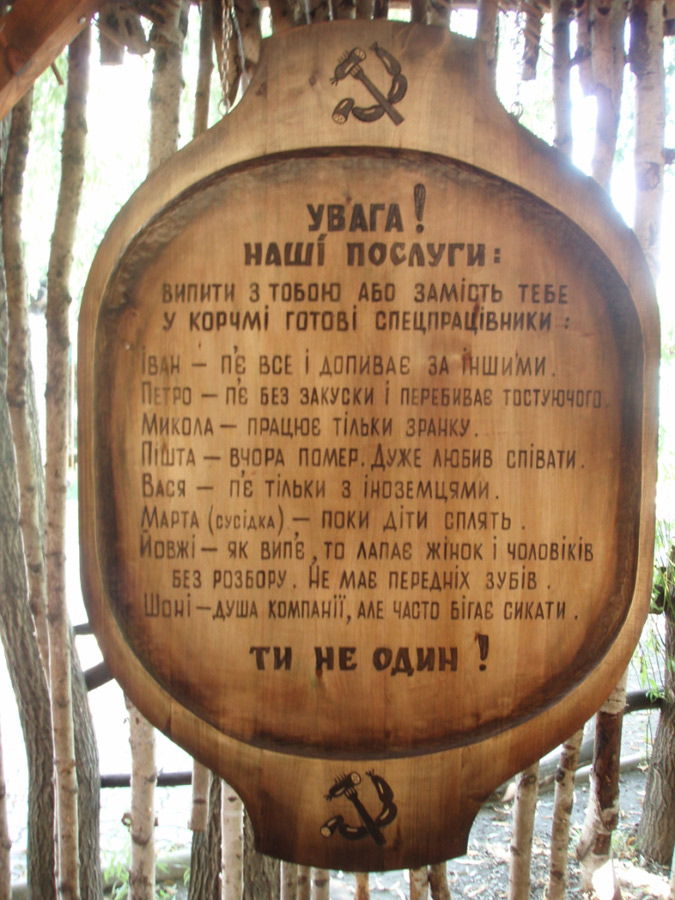 УВАГА!
НАШІ ПОСЛУГИ:
ВИПИТИ З ТОБОЮ АБО ЗАМІСТЬ ТЕБЕ
У КОРЧМІ ГОТОВІ СПЕЦПРАЦІВНИКИ:
ІВАН – П'Є ВСЕ І ДОПИВАЄ ЗА ІНШИМИ.
ПЕТРО – П'Є БЕЗ ЗАКУСКИ І ПЕРЕБИВАЄ ТОСТУЮЧОГО.
МИКОЛА – ПРАЦЮЄ ТІЛЬКИ ЗРАНКУ.
ПІШТА – ВЧОРА ПОМЕР. ДУЖЕ ЛЮБИВ СПІВАТИ.
ВАСЯ – П'Є ТІЛЬКИ З ІНОЗЕМЦЯМИ.
МАРТА (СУСІДКА) – ПОКИ ДІТИ СПЛЯТЬ.
ЙОВЖІ – ЯК ВИП'Є, ТО ЛАПАЄ ЖІНОК І ЧОЛОВІКІВ
БЕЗ РОЗБОРУ. НЕ МАЄ ПЕРЕДНІХ ЗУБІВ.
ШОНІ – ДУША КОМПАНІЇ, АЛЕ ЧАСТО БІГАЄ СИКАТИ.
ТИ НЕ ОДИН!